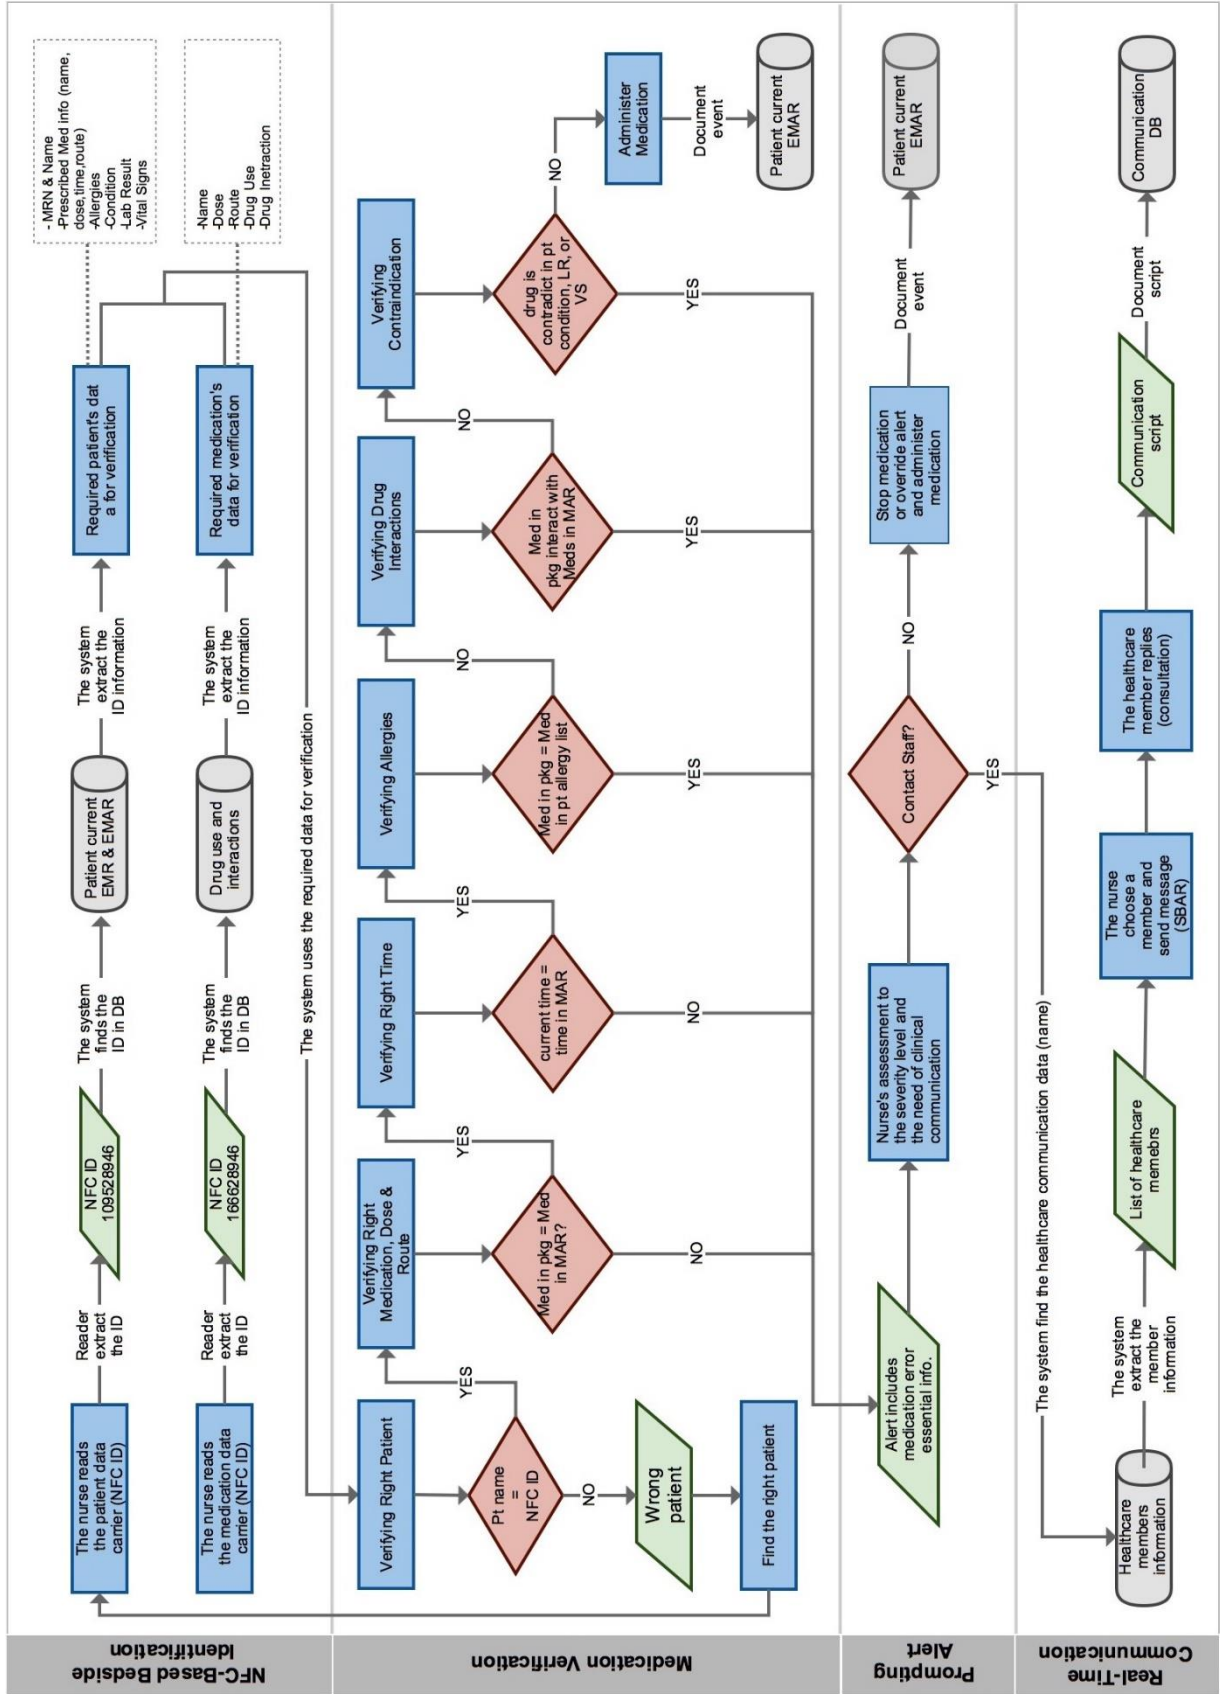 NFC-Based Bedside
Identification
The nurse reads
the patient data
carrier (NFC ID)
Reader
extract
the ID
NFC ID
109528946
The system
finds the
ID in DB
Patient current
EMR & EMAR
The system
extract the
ID information
Required patient's dat
a for verification
- MRN & Name
-Prescribed Med info (name,
dose,time,route)
-Allergies
-Condition
-Lab Result
-Vital Signs
The nurse reads
the medication data
carrier (NFC ID)
Reader
extract
the ID
NFC ID
166628946
The system
finds the
ID in DB
Drug use and
interactions
The system
extract the
ID information
Required medication's
data for verification
-Name
-Dose
-Route
-Drug Use
-Drug Inetraction
The system uses the required data for verification
Medication Verification
Verifying Right Patient
Pt name
=
NFC ID
YES
NO
Wrong
patient
Find the right patient
Verifying Right
Medication, Dose &
Route
Med in pkg = Med
in MAR?
YES
NO
Verifying Right Time
current time =
time in MAR
YES
NO
Verifying Allergies
Med in pkg = Med
in pt allergy list
NO
YES
Verifying Drug
Interactions
Med in
pkg interact with
Meds in MAR
NO
YES
Verifying
Contraindication
drug is
contradict in pt
condition, LR, or
VS
NO
YES
Administer
Medication
Document
event
Patient current
EMAR
Prompting
Alert
Alert includes
medication error
essential info.
Nurse's assessment to
the severity level and
the need of clinical
communication
Contact Staff?
NO
YES
Stop medication
or override alert
and administer
medication
Document
event
Patient current
EMAR
The system find the healthcare communication data (name)
Real-Time
Communication
Healthcare
members
information
The system
extract the
member
information
List of healthcare
memebrs
The nurse
choose a
member and
send message
(SBAR)
The healthcare
member replies
(consultation)
Communication
script
Document
script
Communication
DB